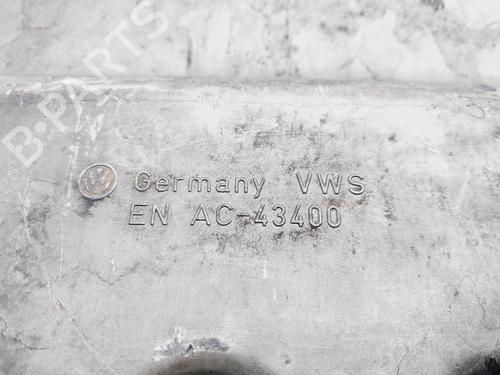 B-PARTS
Germany VWS
EN AC-43400